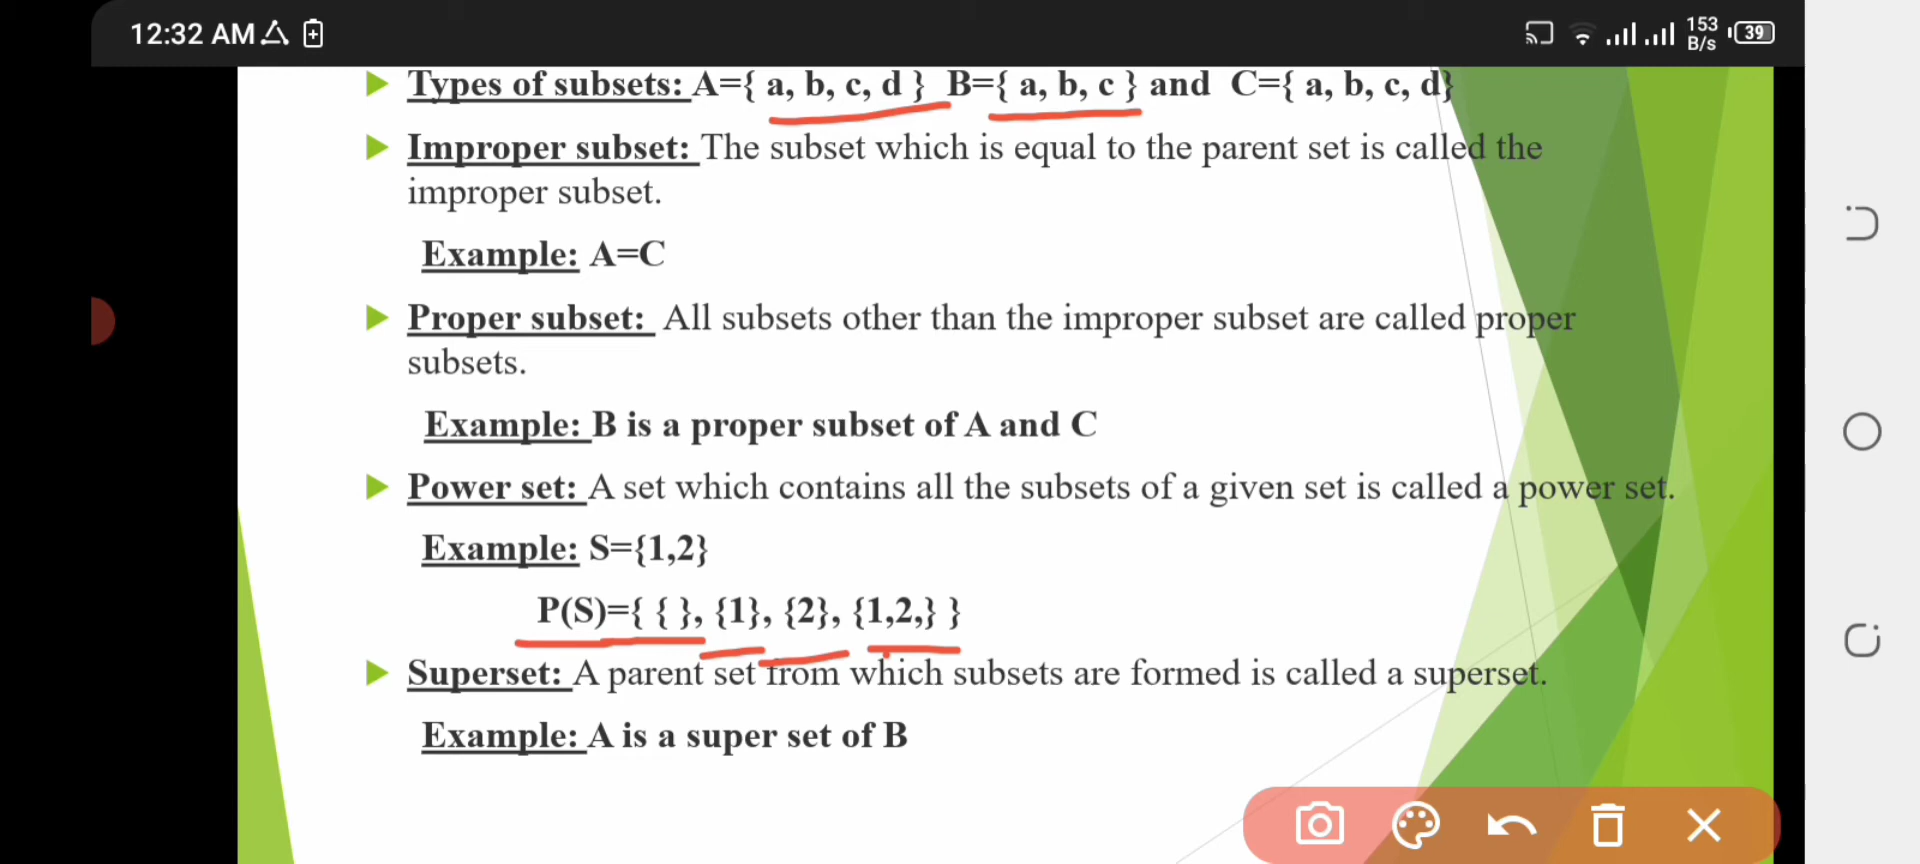 12:32 AM
153 B/s 39
Types of subsets: A={ a, b, c, d } B={ a, b, c } and C={ a, b, c, d}
Improper subset: The subset which is equal to the parent set is called the
improper subset.
Example: A=C
Proper subset: All subsets other than the improper subset are called proper
subsets.
Example: B is a proper subset of A and C
Power set: A set which contains all the subsets of a given set is called a power set.
Example: S={1,2}
P(S)={ { }, {1}, {2}, {1,2,} }
Superset: A parent set from which subsets are formed is called a superset.
Example: A is a super set of B